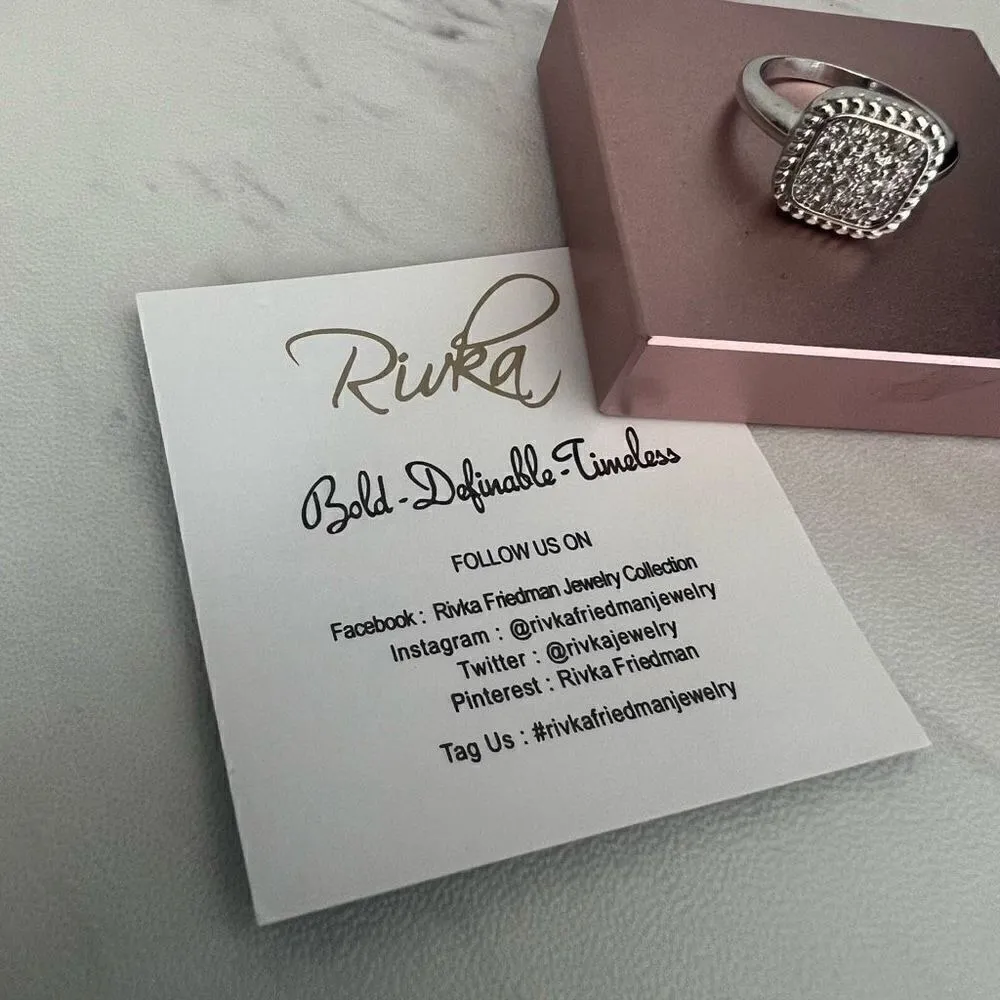 Rivka
Bold-Definable-Timeless
FOLLOW US ON
Facebook : Rivka Friedman Jewelry Collection
Instagram : @rivkafriedmanjewelry
Twitter : @rivkajewelry
Pinterest : Rivka Friedman
Tag Us : #rivkafriedmanjewelry